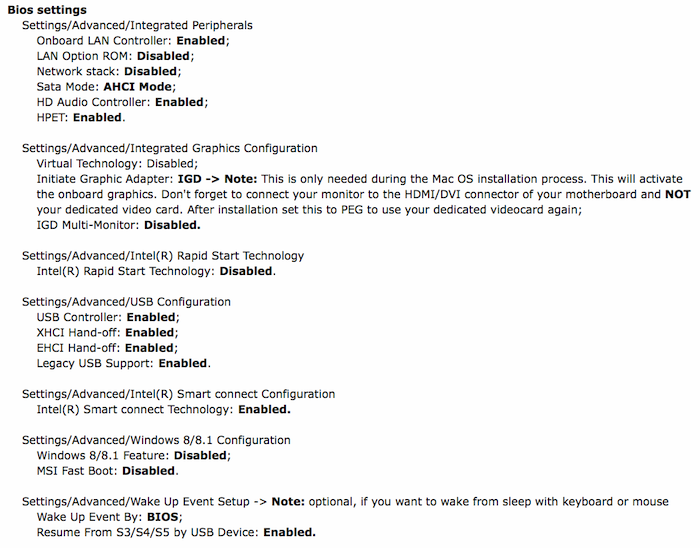 Bios settings
Settings/Advanced/Integrated Peripherals
Onboard LAN Controller: Enabled;
LAN Option ROM: Disabled;
Network stack: Disabled;
Sata Mode: AHCI Mode;
HD Audio Controller: Enabled;
HPET: Enabled.
Settings/Advanced/Integrated Graphics Configuration
Virtual Technology: Disabled;
Initiate Graphic Adapter: IGD -> Note: This is only needed during the Mac OS installation process. This will activate
the onboard graphics. Don't forget to connect your monitor to the HDMI/DVI connector of your motherboard and NOT
your dedicated video card. After installation set this to PEG to use your dedicated videocard again;
IGD Multi-Monitor: Disabled.
Settings/Advanced/Intel(R) Rapid Start Technology
Intel(R) Rapid Start Technology: Disabled.
Settings/Advanced/USB Configuration
USB Controller: Enabled;
XHCI Hand-off: Enabled;
EHCI Hand-off: Enabled;
Legacy USB Support: Enabled.
Settings/Advanced/Intel(R) Smart connect Configuration
Intel(R) Smart connect Technology: Enabled.
Settings/Advanced/Windows 8/8.1 Configuration
Windows 8/8.1 Feature: Disabled;
MSI Fast Boot: Disabled.
Settings/Advanced/Wake Up Event Setup -> Note: optional, if you want to wake from sleep with keyboard or mouse
Wake Up Event By: BIOS;
Resume From S3/S4/S5 by USB Device: Enabled.